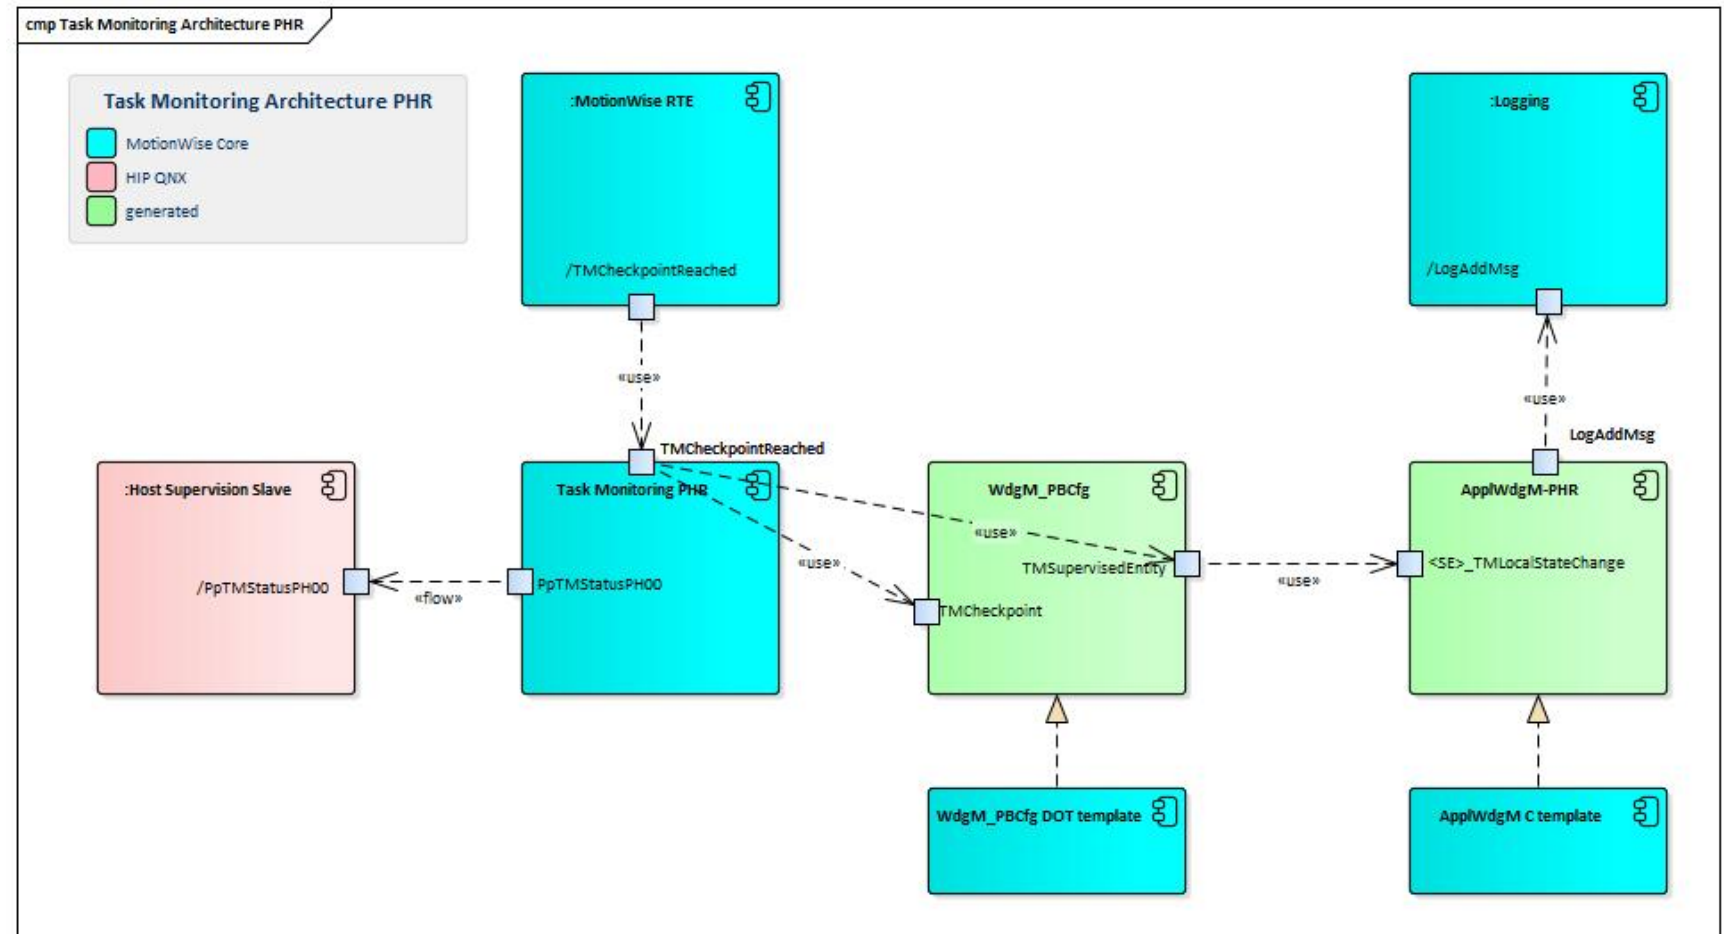 cmp Task Monitoring Architecture PHR
Task Monitoring Architecture PHR
MotionWise Core
HIP QNX
generated
:MotionWise RTE
/TMCheckpointReached
:Logging
/LogAddMsg
«use»
«use»
LogAddMsg
TMCheckpointReached
:Host Supervision Slave
/PpTMStatusPH00
«flow»
Task Monitoring PHR
PpTMStatusPH00
«use»
«use»
WdgM_PBCfg
TMSupervisedEntity
TMCheckpoint
«use»
ApplWdgM-PHR
<SE>_TMLocalStateChange
WdgM_PBCfg DOT template
ApplWdgM C template